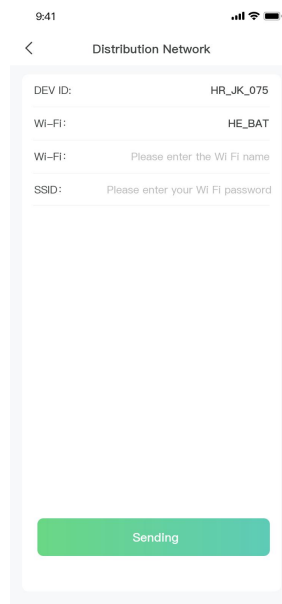 9:41
Distribution Network
DEV ID: HR_JK_075
Wi-Fi: HE_BAT
Wi-Fi: Please enter the Wi Fi name
SSID: Please enter your Wi Fi password
Sending